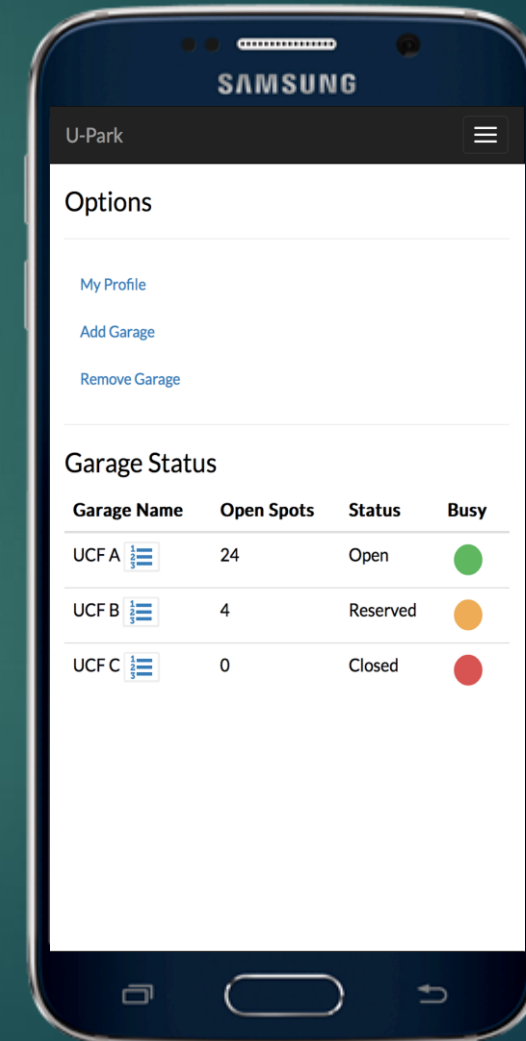 SAMSUNG
U-Park
Options
My Profile
Add Garage
Remove Garage
Garage Status
Garage Name Open Spots Status Busy
UCF A 24 Open
UCF B 4 Reserved
UCF C 0 Closed